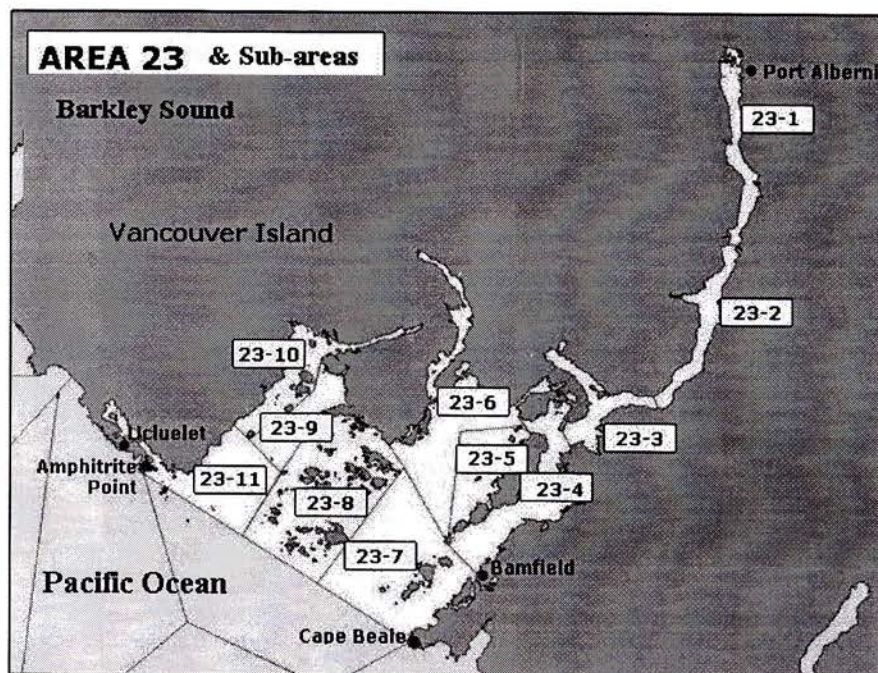 AREA 23 & Sub-areas
Barkley Sound
Port Alberni
23-1
Vancouver Island
23-2
23-10
23-6
23-9
Ucluelet
23-3
23-5
Amphitrite
Point
23-11
23-4
23-8
23-7
Bamfield
Pacific Ocean
Cape Beale